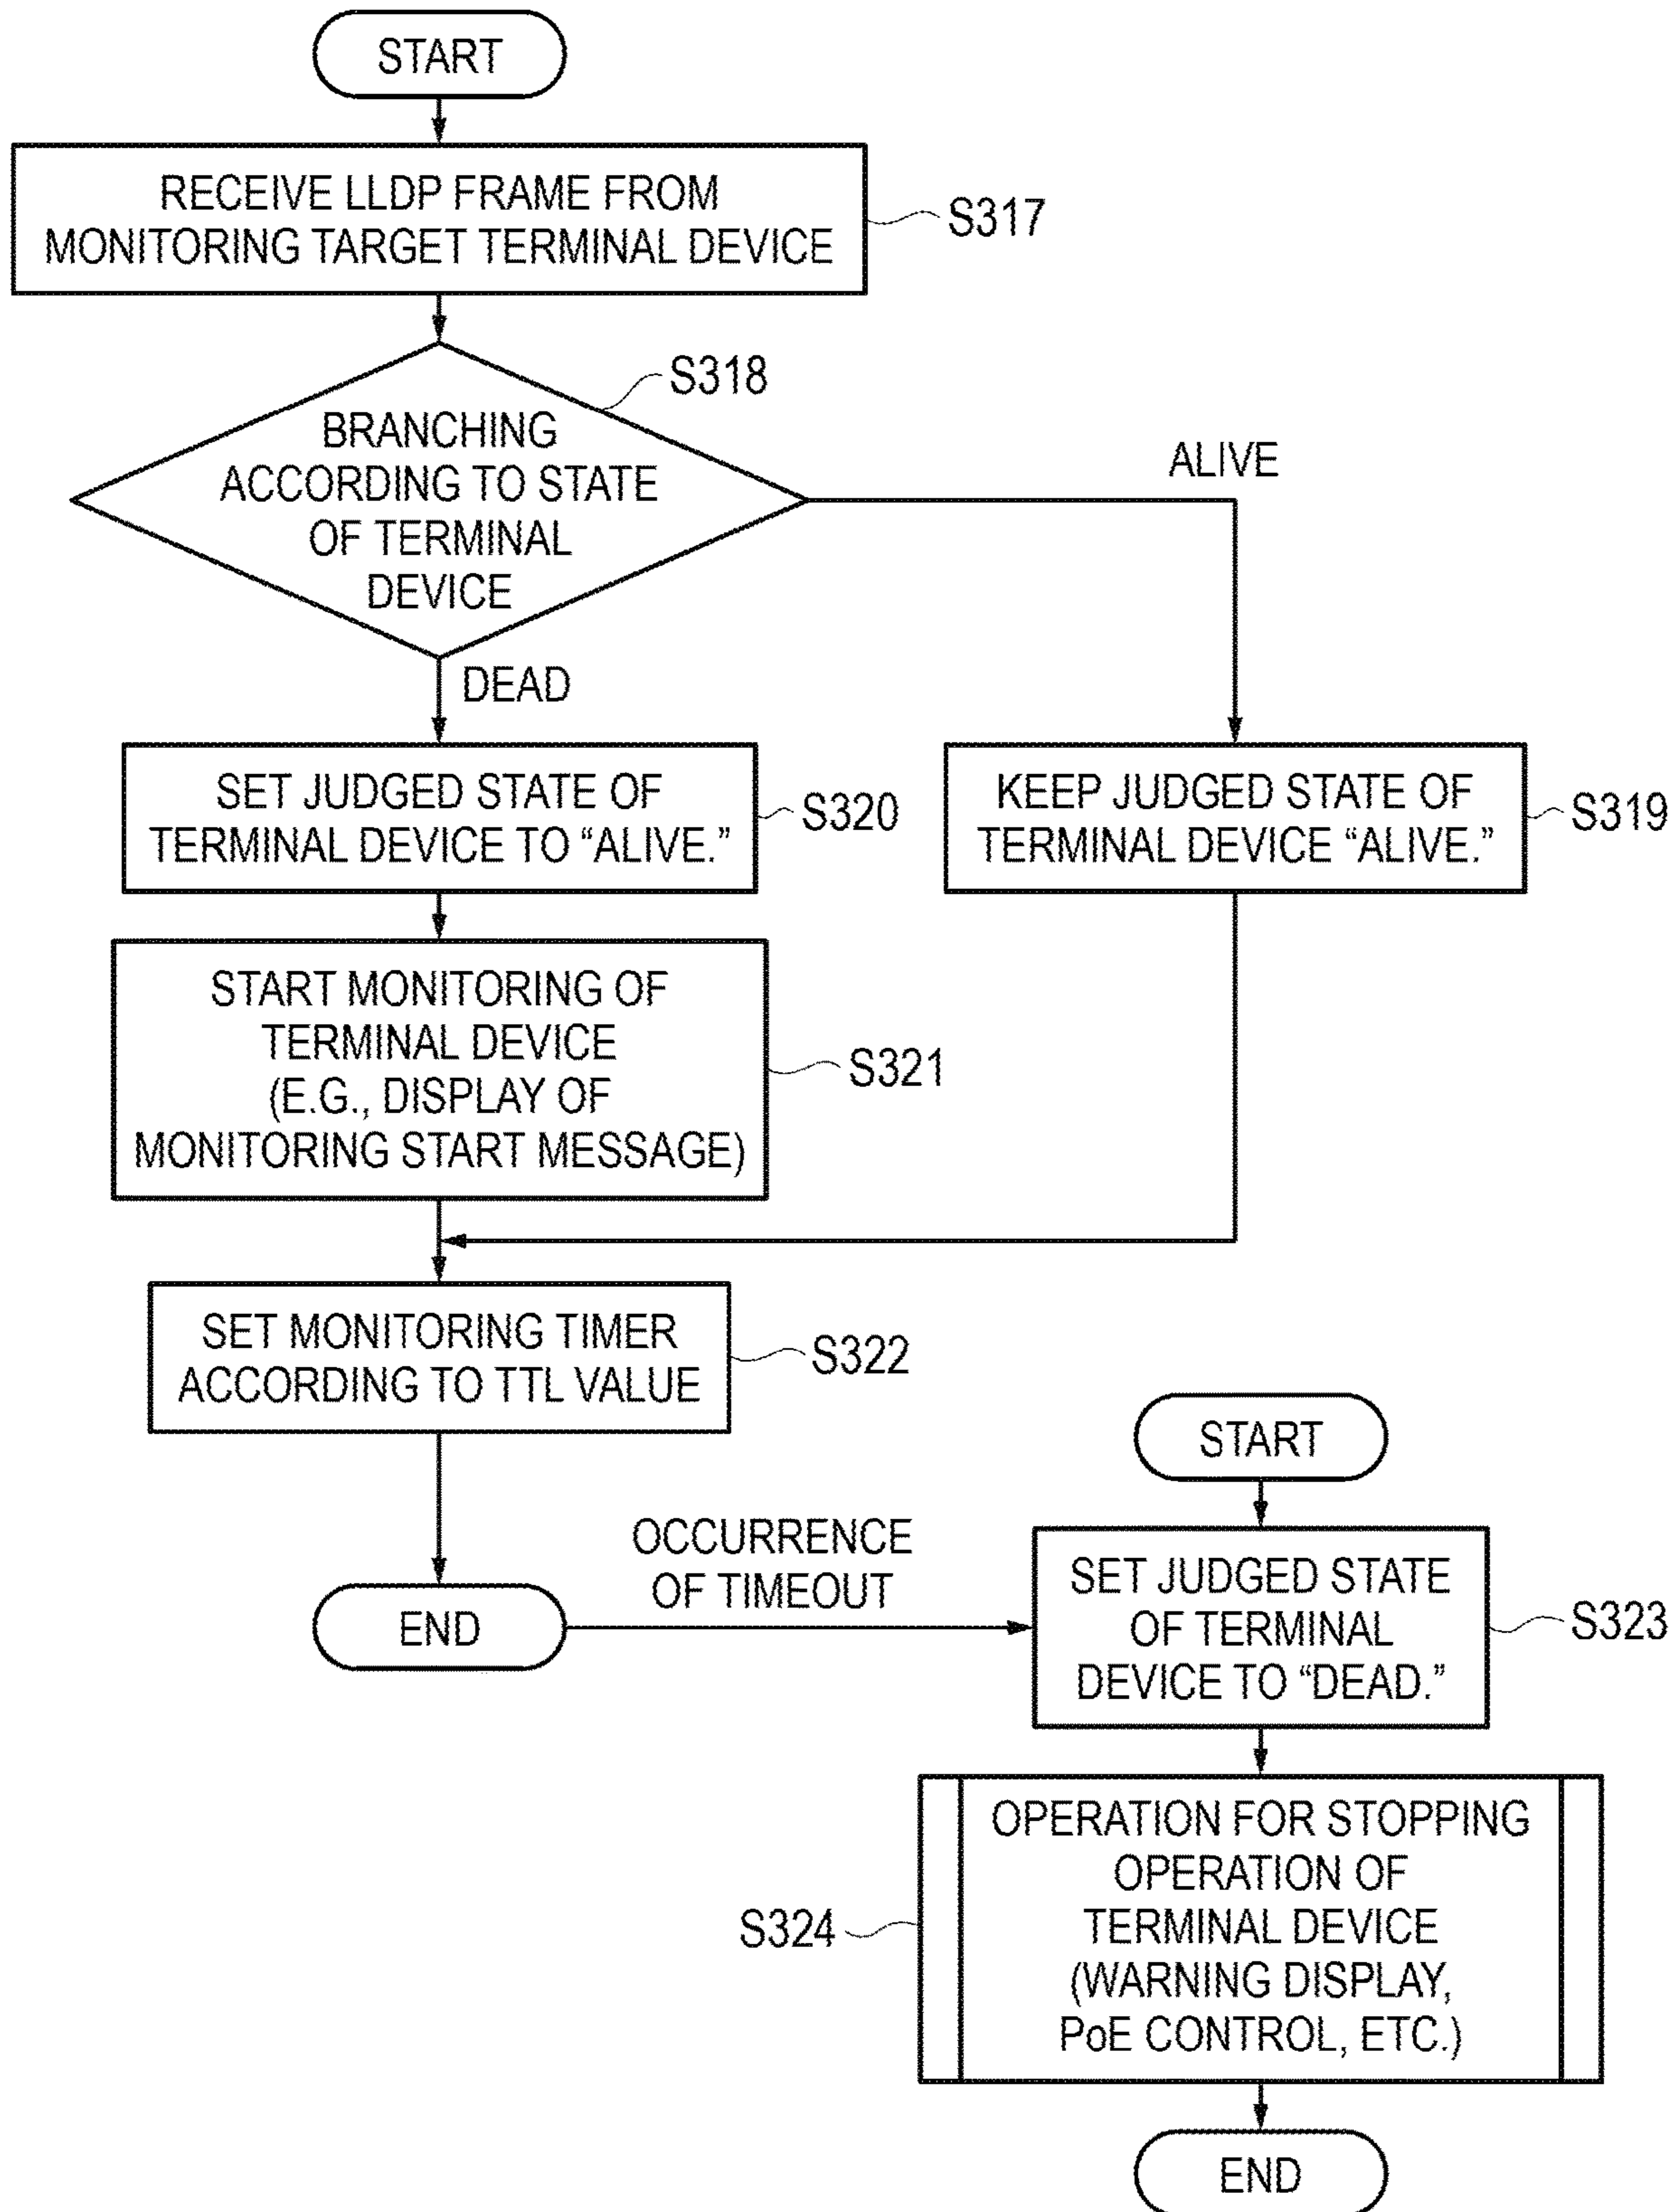 START
RECEIVE LLDP FRAME FROM
MONITORING TARGET TERMINAL DEVICE
S317
S318
BRANCHING
ACCORDING TO STATE
OF TERMINAL
DEVICE
ALIVE
DEAD
SET JUDGED STATE OF
TERMINAL DEVICE TO “ALIVE.”
S320
KEEP JUDGED STATE OF
TERMINAL DEVICE “ALIVE.”
S319
START MONITORING OF
TERMINAL DEVICE
(E.G., DISPLAY OF
MONITORING START MESSAGE)
S321
SET MONITORING TIMER
ACCORDING TO TTL VALUE
S322
END
OCCURRENCE
OF TIMEOUT
START
SET JUDGED STATE
OF TERMINAL
DEVICE TO “DEAD.”
S323
OPERATION FOR STOPPING
OPERATION OF
TERMINAL DEVICE
(WARNING DISPLAY,
PoE CONTROL, ETC.)
S324
END